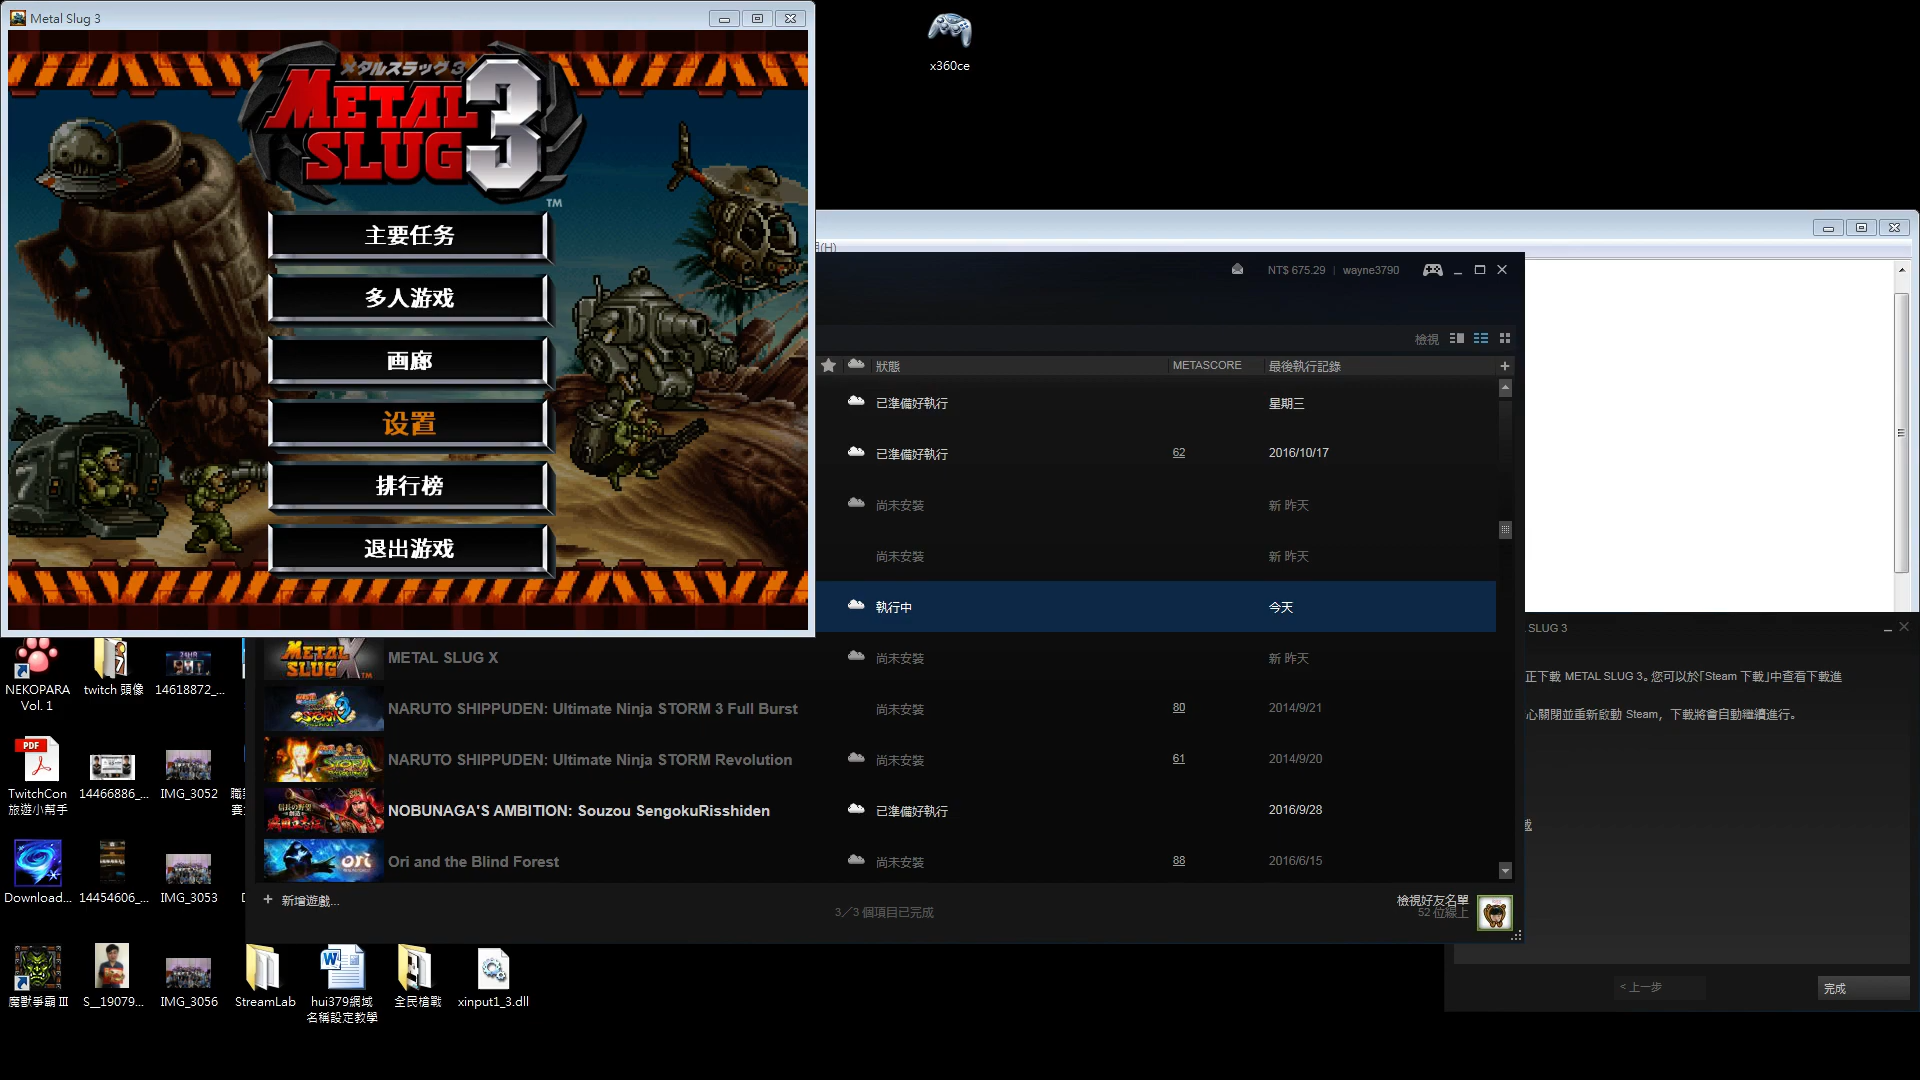 Metal Slug 3
メタルスラッグ3
METAL
SLUG
3
TM
主要任务
多人游戏
画廊
设置
排行榜
退出游戏
x360ce
(H)
NT$ 675.29 | wayne3790
檢視
狀態 METASCORE 最後執行記錄
已準備好執行 星期三
已準備好執行 62 2016/10/17
尚未安裝 新 昨天
尚未安裝 新 昨天
執行中 今天
METAL SLUG X 尚未安裝 新 昨天
NARUTO SHIPPUDEN: Ultimate Ninja STORM 3 Full Burst 尚未安裝 80 2014/9/21
NARUTO SHIPPUDEN: Ultimate Ninja STORM Revolution 尚未安裝 61 2014/9/20
NOBUNAGA'S AMBITION: Souzou SengokuRisshiden 已準備好執行 2016/9/28
Ori and the Blind Forest 尚未安裝 88 2016/6/15
+ 新增遊戲...
3／3 個項目已完成
檢視好友名單
52 位線上
SLUG 3
正下載 METAL SLUG 3。您可以於「Steam 下載」中查看下載進
心關閉並重新啟動 Steam，下載將會自動繼續進行。
< 上一步
完成
NEKOPARA
Vol. 1
twitch 頭像
14618872_...
PDF
TwitchCon
旅遊小幫手
14466886_...
IMG_3052
Download...
14454606_...
IMG_3053
魔獸爭霸 III
S__19079...
IMG_3056
StreamLab
hui379網域
名稱設定教學
全民槍戰
xinput1_3.dll